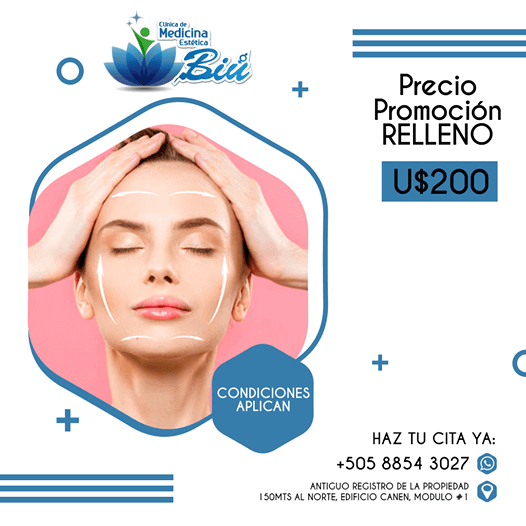 Clínica de
Medicina
Estética
Biú
Precio
Promoción
RELLENO
U$200
CONDICIONES
APLICAN
HAZ TU CITA YA:
+505 8854 3027
ANTIGUO REGISTRO DE LA PROPIEDAD
150MTS AL NORTE, EDIFICIO CANEN, MODULO #1